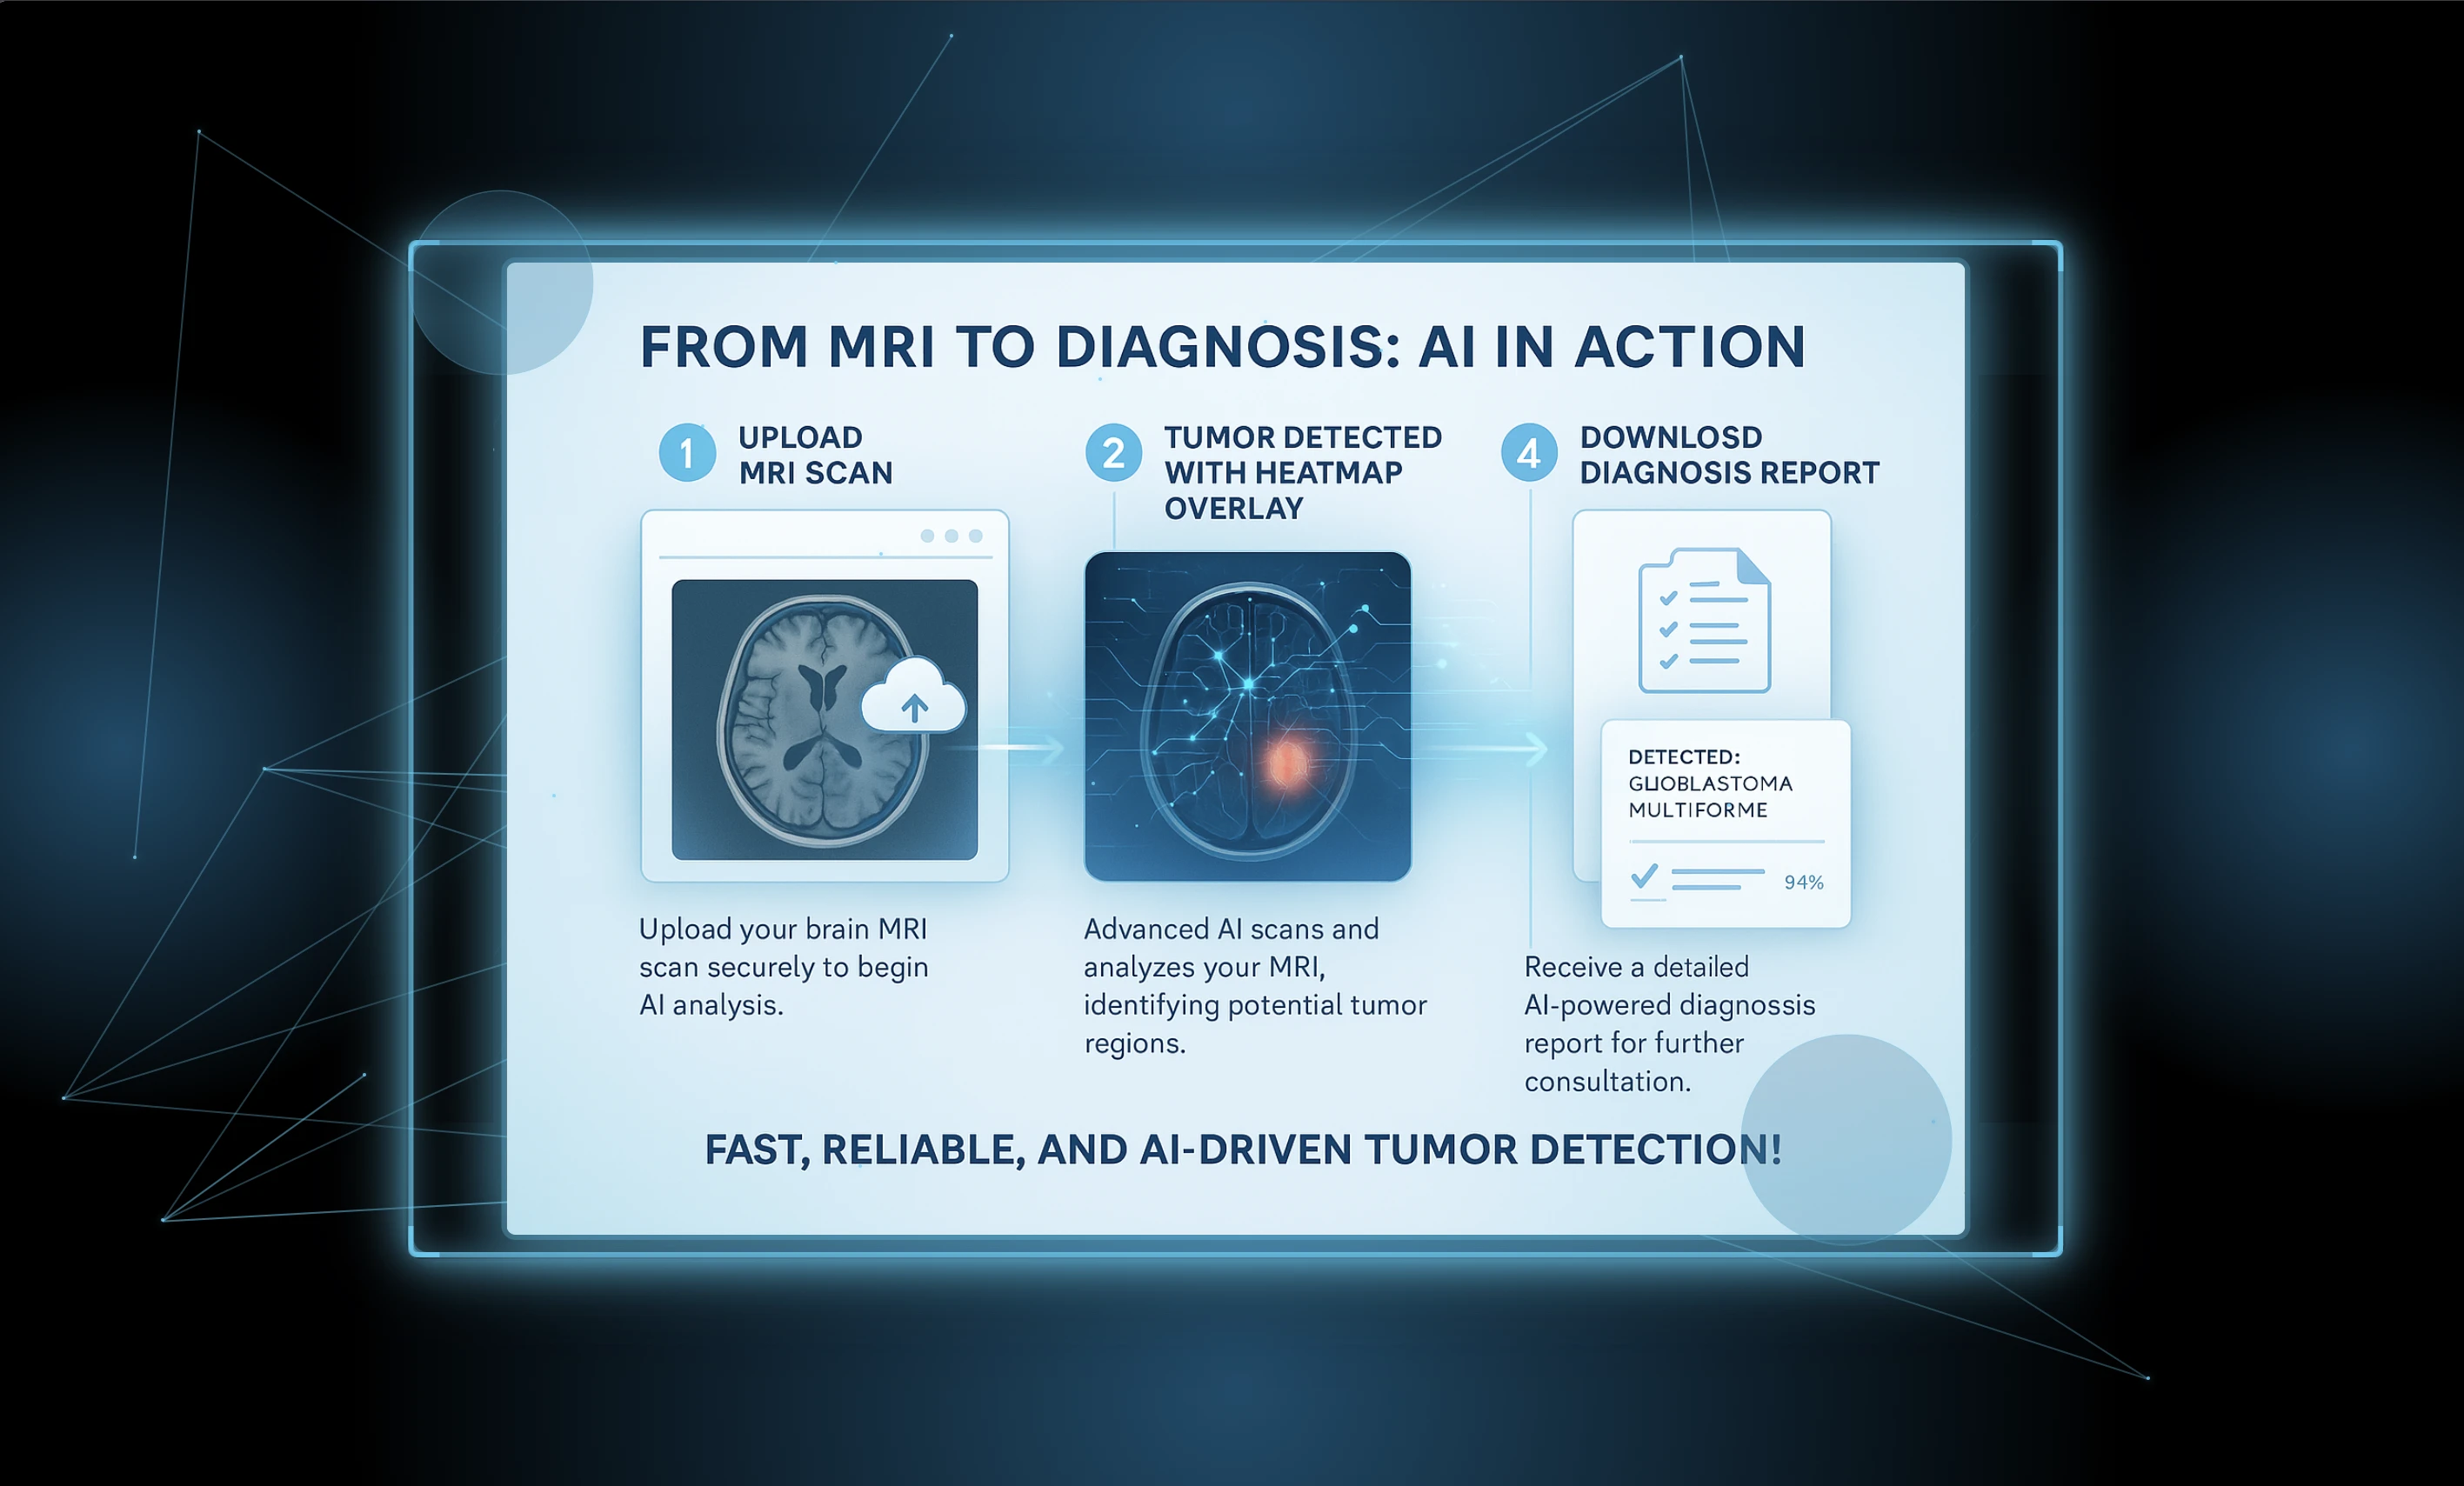 FROM MRI TO DIAGNOSIS: AI IN ACTION
1
UPLOAD
MRI SCAN
Upload your brain MRI
scan securely to begin
AI analysis.
2
TUMOR DETECTED
WITH HEATMAP
OVERLAY
Advanced AI scans and
analyzes your MRI,
identifying potential tumor
regions.
4
DOWNLOSD
DIAGNOSIS REPORT
DETECTED:
GLIOBLASTOMA
MULTIFORME
94%
Receive a detailed
AI-powered diagnossis
report for further
consultation.
FAST, RELIABLE, AND AI-DRIVEN TUMOR DETECTION!